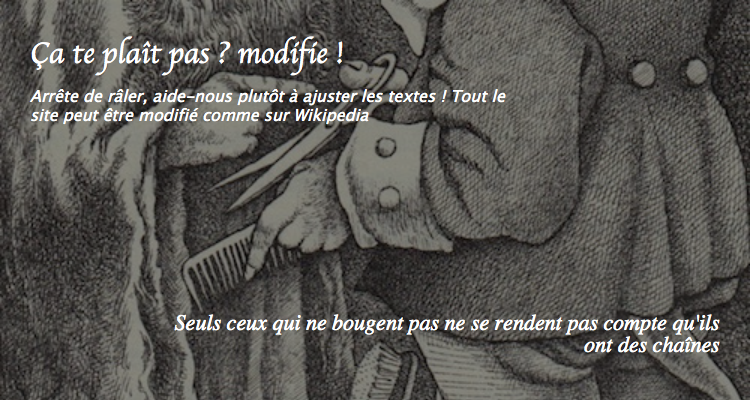 Ça te plaît pas ? modifie !
Arrête de râler, aide-nous plutôt à ajuster les textes ! Tout le
site peut être modifié comme sur Wikipedia
Seuls ceux qui ne bougent pas ne se rendent pas compte qu'ils
ont des chaînes